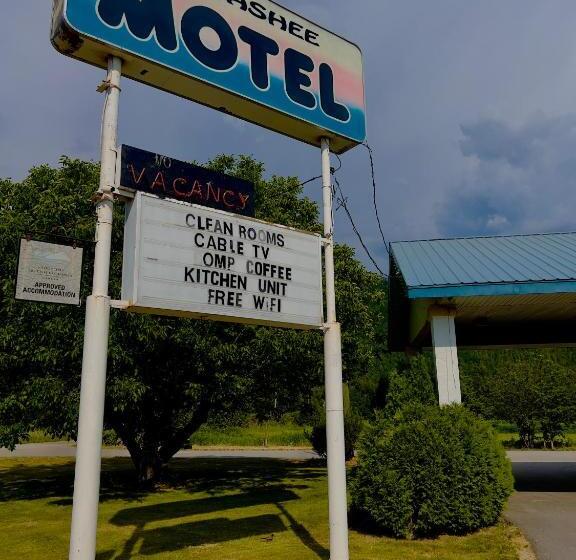 ASHEE
MOTEL
NO
VACANCY
CLEAN ROOMS
CABLE TV
OMP COFFEE
KITCHEN UNIT
FREE WIFI
APPROVED
ACCOMMODATION